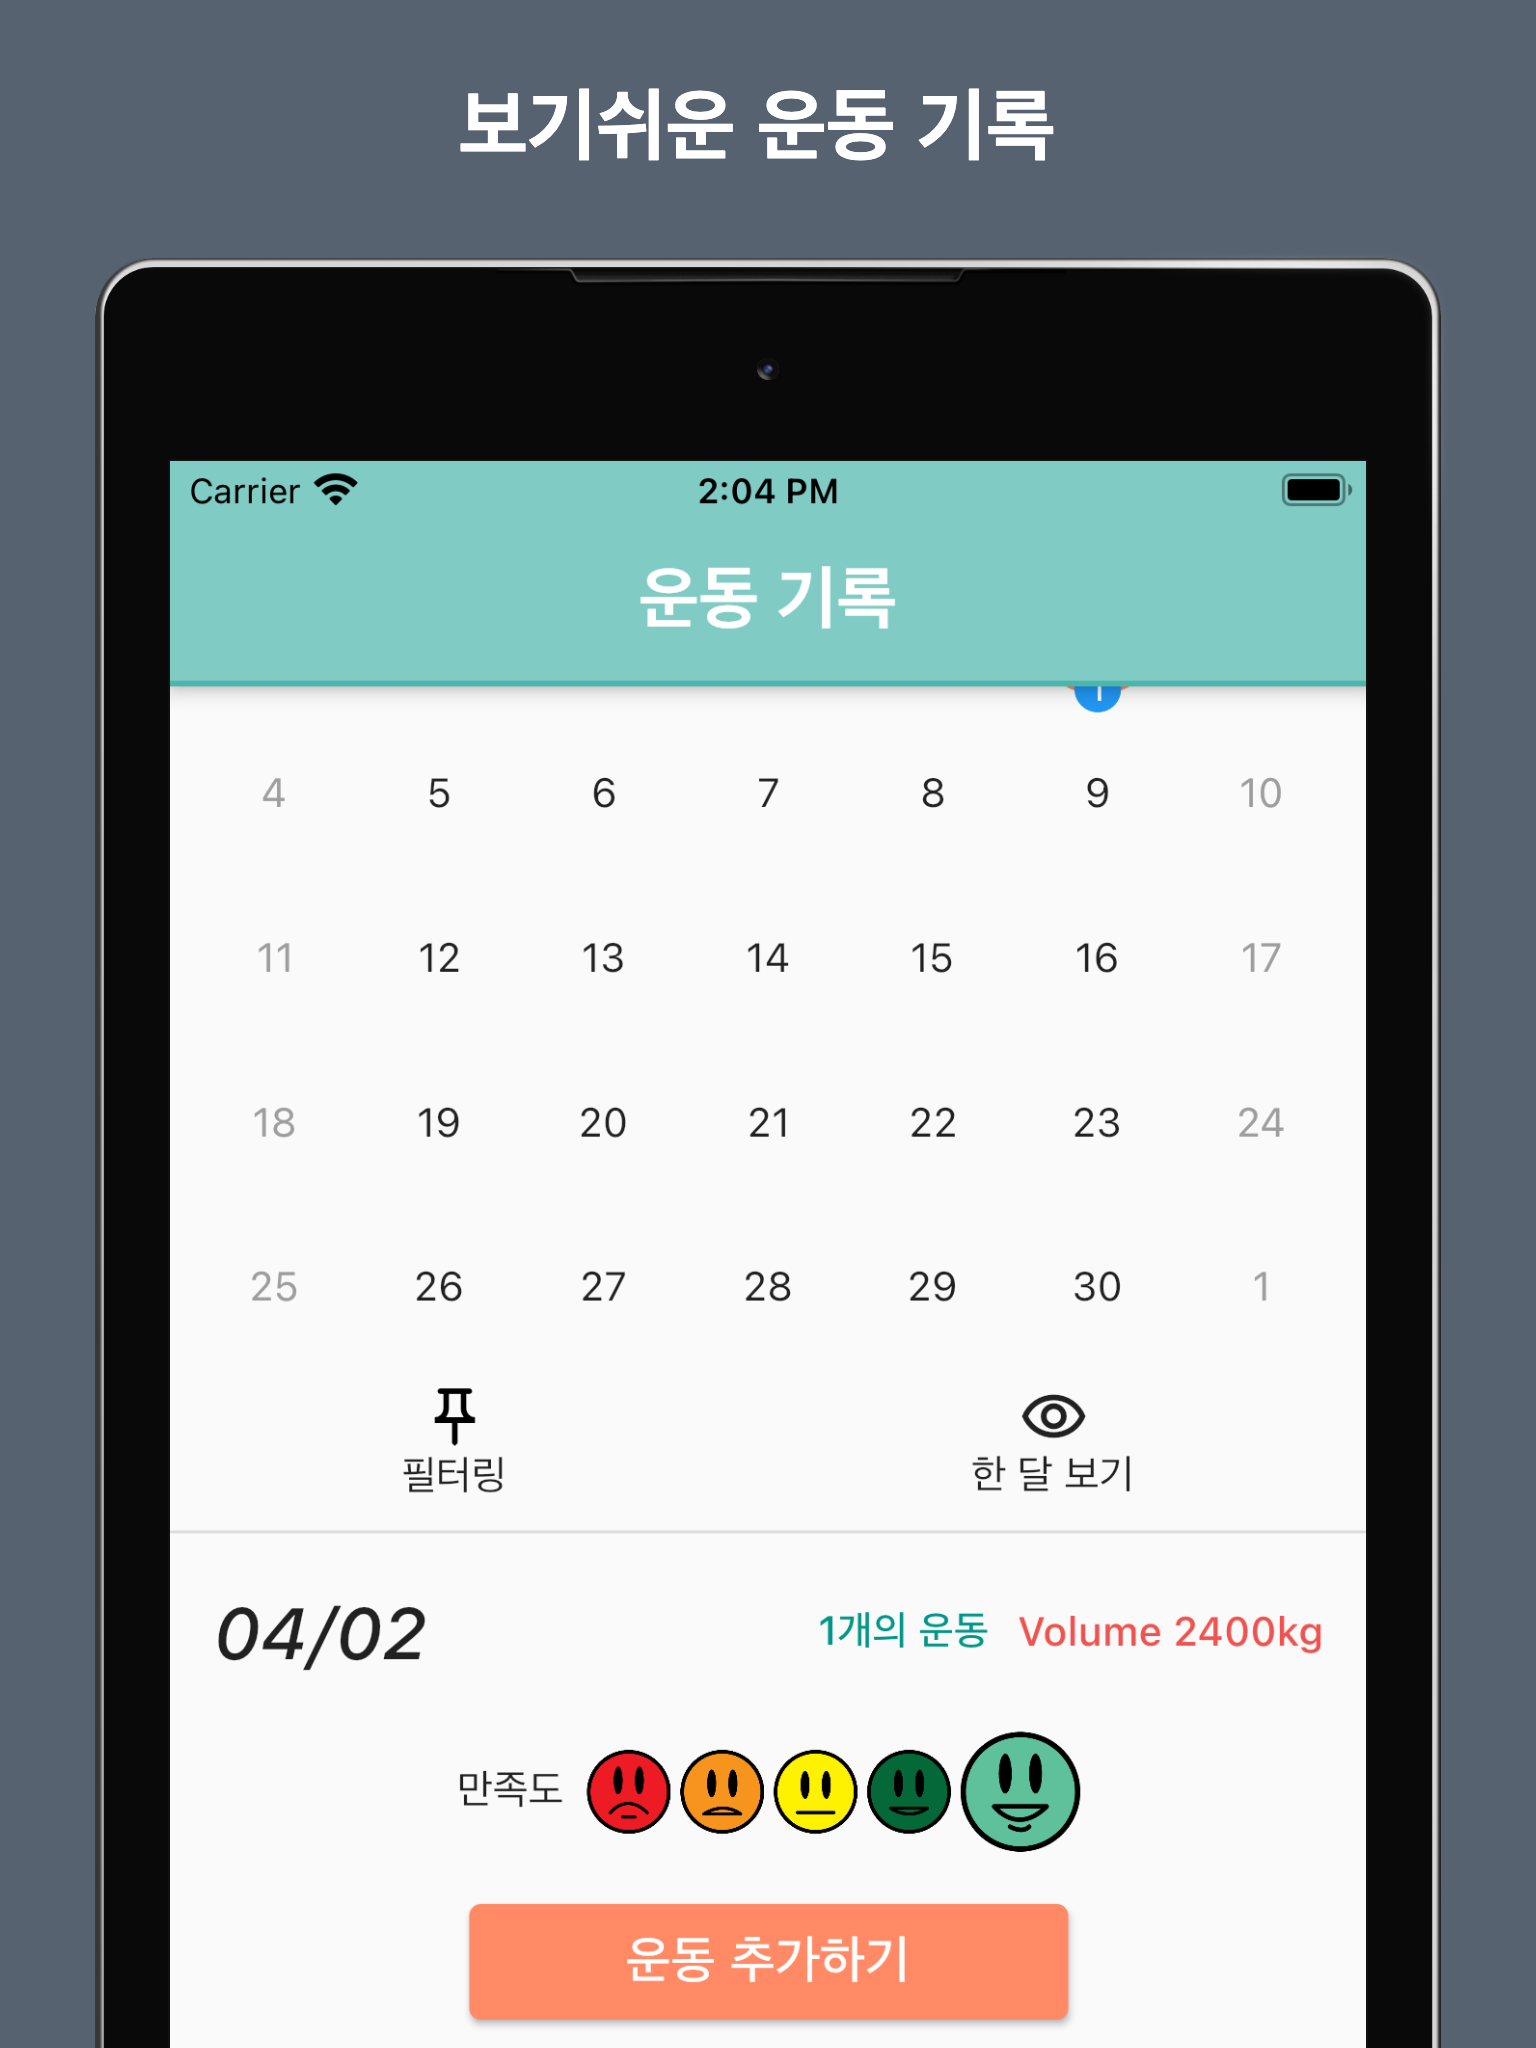 보기쉬운 운동 기록
Carrier 2:04 PM
운동 기록
1
4 5 6 7 8 9 10
11 12 13 14 15 16 17
18 19 20 21 22 23 24
25 26 27 28 29 30 1
필터링 한 달 보기
04/02 1개의 운동 Volume 2400kg
만족도
운동 추가하기